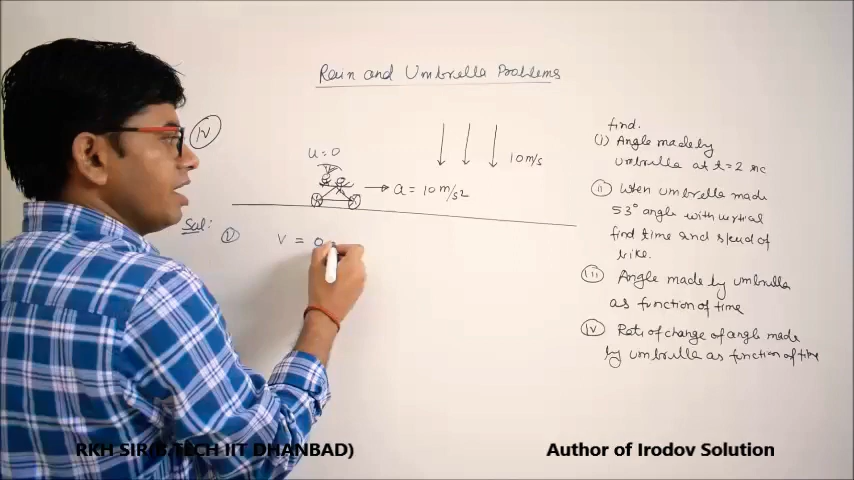 Rain and Umbrella Problems
iv
u=0
10 m/s
a = 10 m/s2
find.
(i) Angle made by
umbrella at t=2 sec
ii When umbrella made
53° angle with vertical
find time and speed of
bike.
iii Angle made by umbrella
as function of time
iv Rate of change of angle made
by umbrella as function of time
Sol:
i
V = 0
RKH SIR(B.TECH IIT DHANBAD)
Author of Irodov Solution